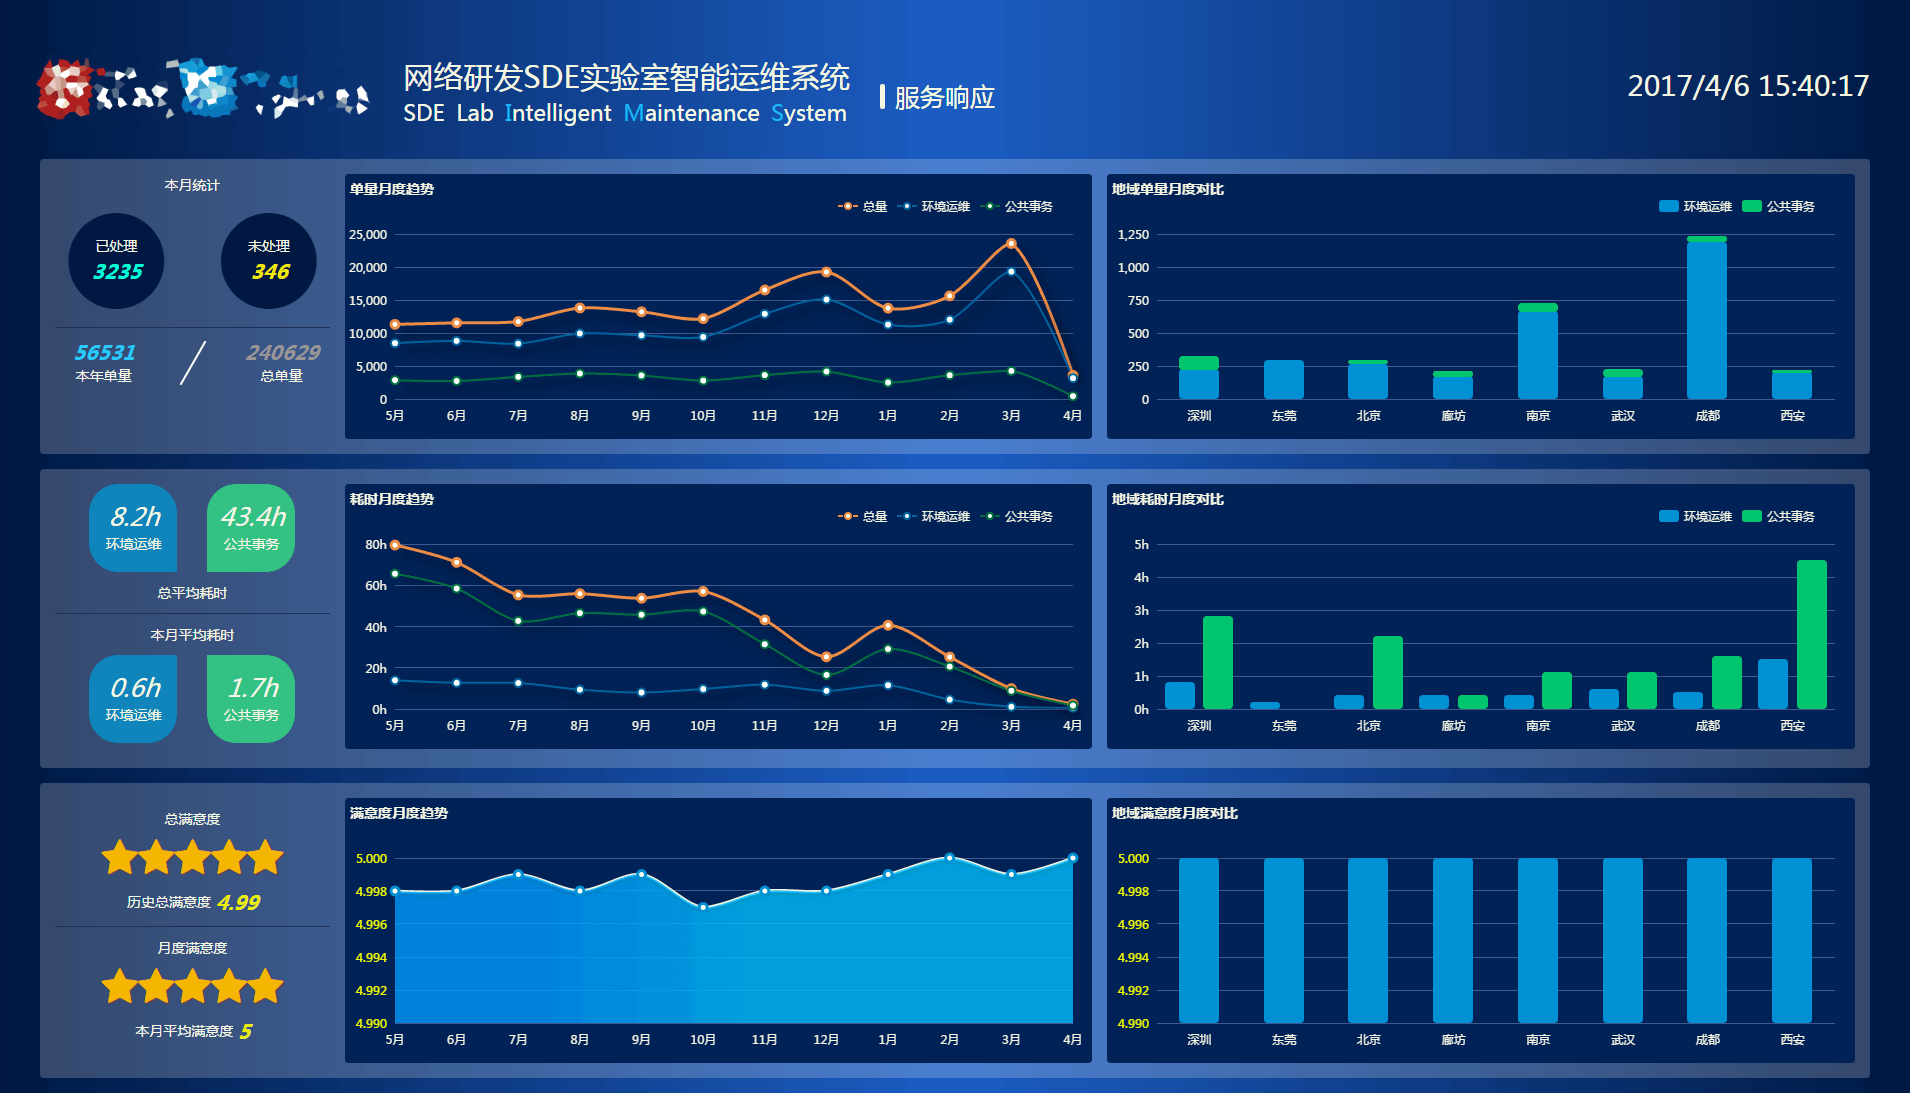 网络研发SDE实验室智能运维系统
SDE Lab Intelligent Maintenance System
服务响应
2017/4/6 15:40:17
本月统计
已处理
3235
未处理
346
56531
本年单量
240629
总单量
单量月度趋势
总量 环境运维 公共事务
25,000
20,000
15,000
10,000
5,000
0
5月 6月 7月 8月 9月 10月 11月 12月 1月 2月 3月 4月
地域单量月度对比
环境运维 公共事务
1,250
1,000
750
500
250
0
深圳 东莞 北京 廊坊 南京 武汉 成都 西安
8.2h
环境运维
43.4h
公共事务
总平均耗时
本月平均耗时
0.6h
环境运维
1.7h
公共事务
耗时月度趋势
总量 环境运维 公共事务
80h
60h
40h
20h
0h
5月 6月 7月 8月 9月 10月 11月 12月 1月 2月 3月 4月
地域耗时月度对比
环境运维 公共事务
5h
4h
3h
2h
1h
0h
深圳 东莞 北京 廊坊 南京 武汉 成都 西安
总满意度
历史总满意度 4.99
月度满意度
本月平均满意度 5
满意度月度趋势
5.000
4.998
4.996
4.994
4.992
4.990
5月 6月 7月 8月 9月 10月 11月 12月 1月 2月 3月 4月
地域满意度月度对比
5.000
4.998
4.996
4.994
4.992
4.990
深圳 东莞 北京 廊坊 南京 武汉 成都 西安